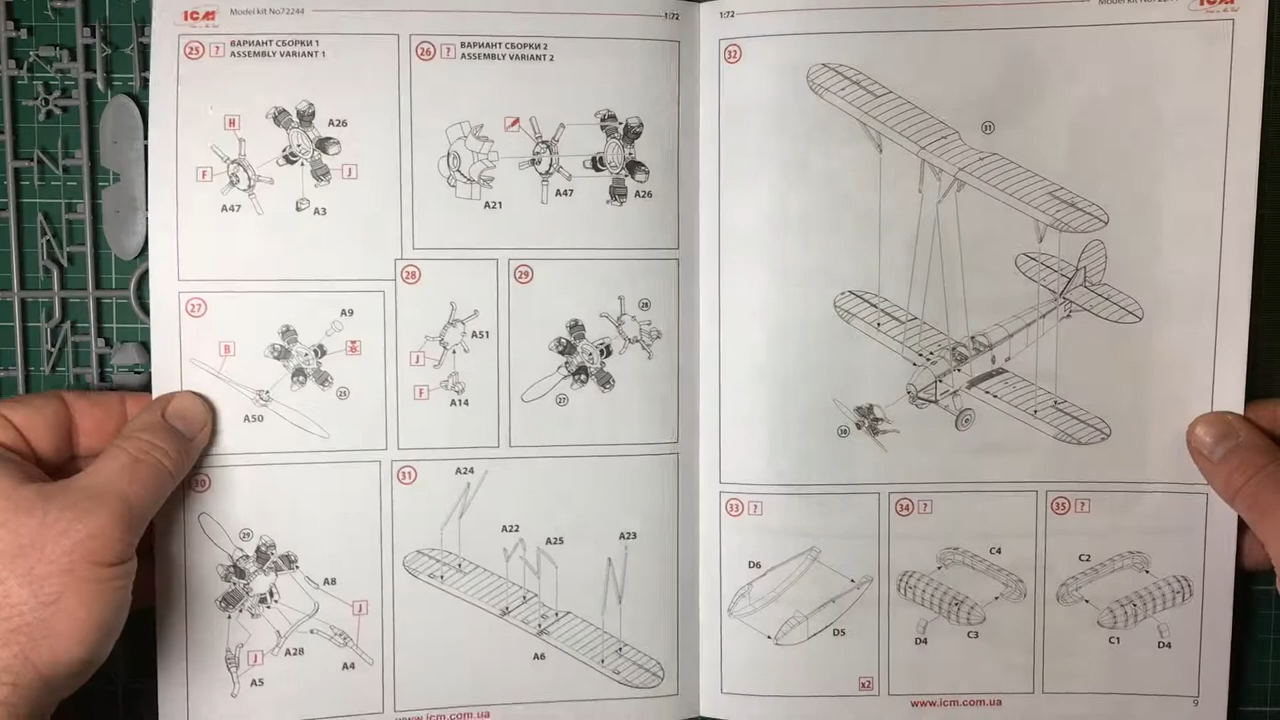 ICM
Model kit No72244
1:72
25
?
ВАРИАНТ СБОРКИ 1
ASSEMBLY VARIANT 1
H
A26
F
J
A47
A3
26
?
ВАРИАНТ СБОРКИ 2
ASSEMBLY VARIANT 2
A21
A47
A26
27
A9
B
25
A50
28
A51
J
F
A14
29
28
27
30
29
A8
J
J
A28
A5
A4
31
A24
A22
A25
A23
A6
www.icm.com.ua
1:72
ICM
32
31
30
33
?
D6
D5
x2
34
?
C4
D4
C3
35
?
C2
C1
D4
www.icm.com.ua
9